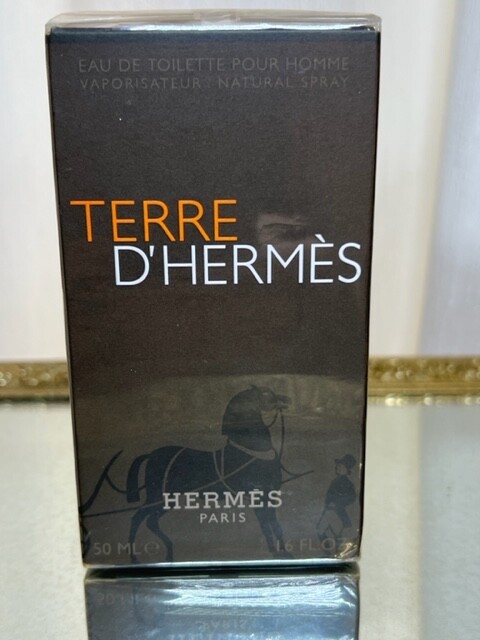 EAU DE TOILETTE POUR HOMME
VAPORISATEUR . NATURAL SPRAY
TERRE
D'HERMÈS
HERMÈS
PARIS
50 ML ℮ 1.6 FL.OZ